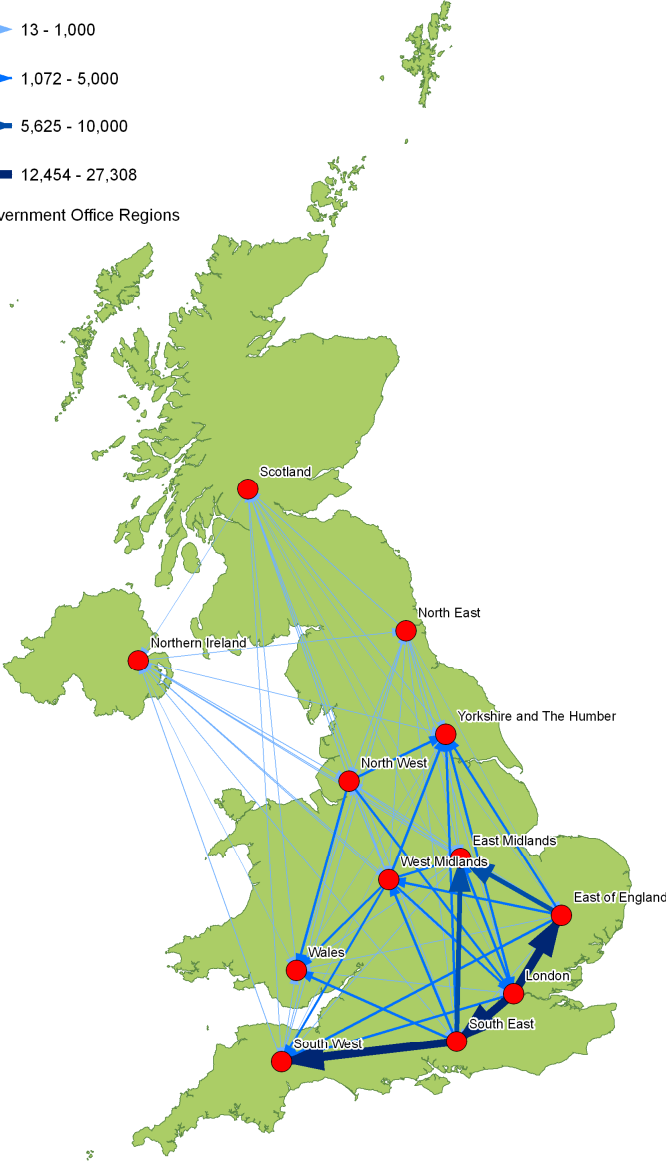 13 - 1,000
1,072 - 5,000
5,625 - 10,000
12,454 - 27,308
vernment Office Regions
Scotland
North East
Northern Ireland
Yorkshire and The Humber
North West
East Midlands
West Midlands
East of England
Wales
London
South East
South West